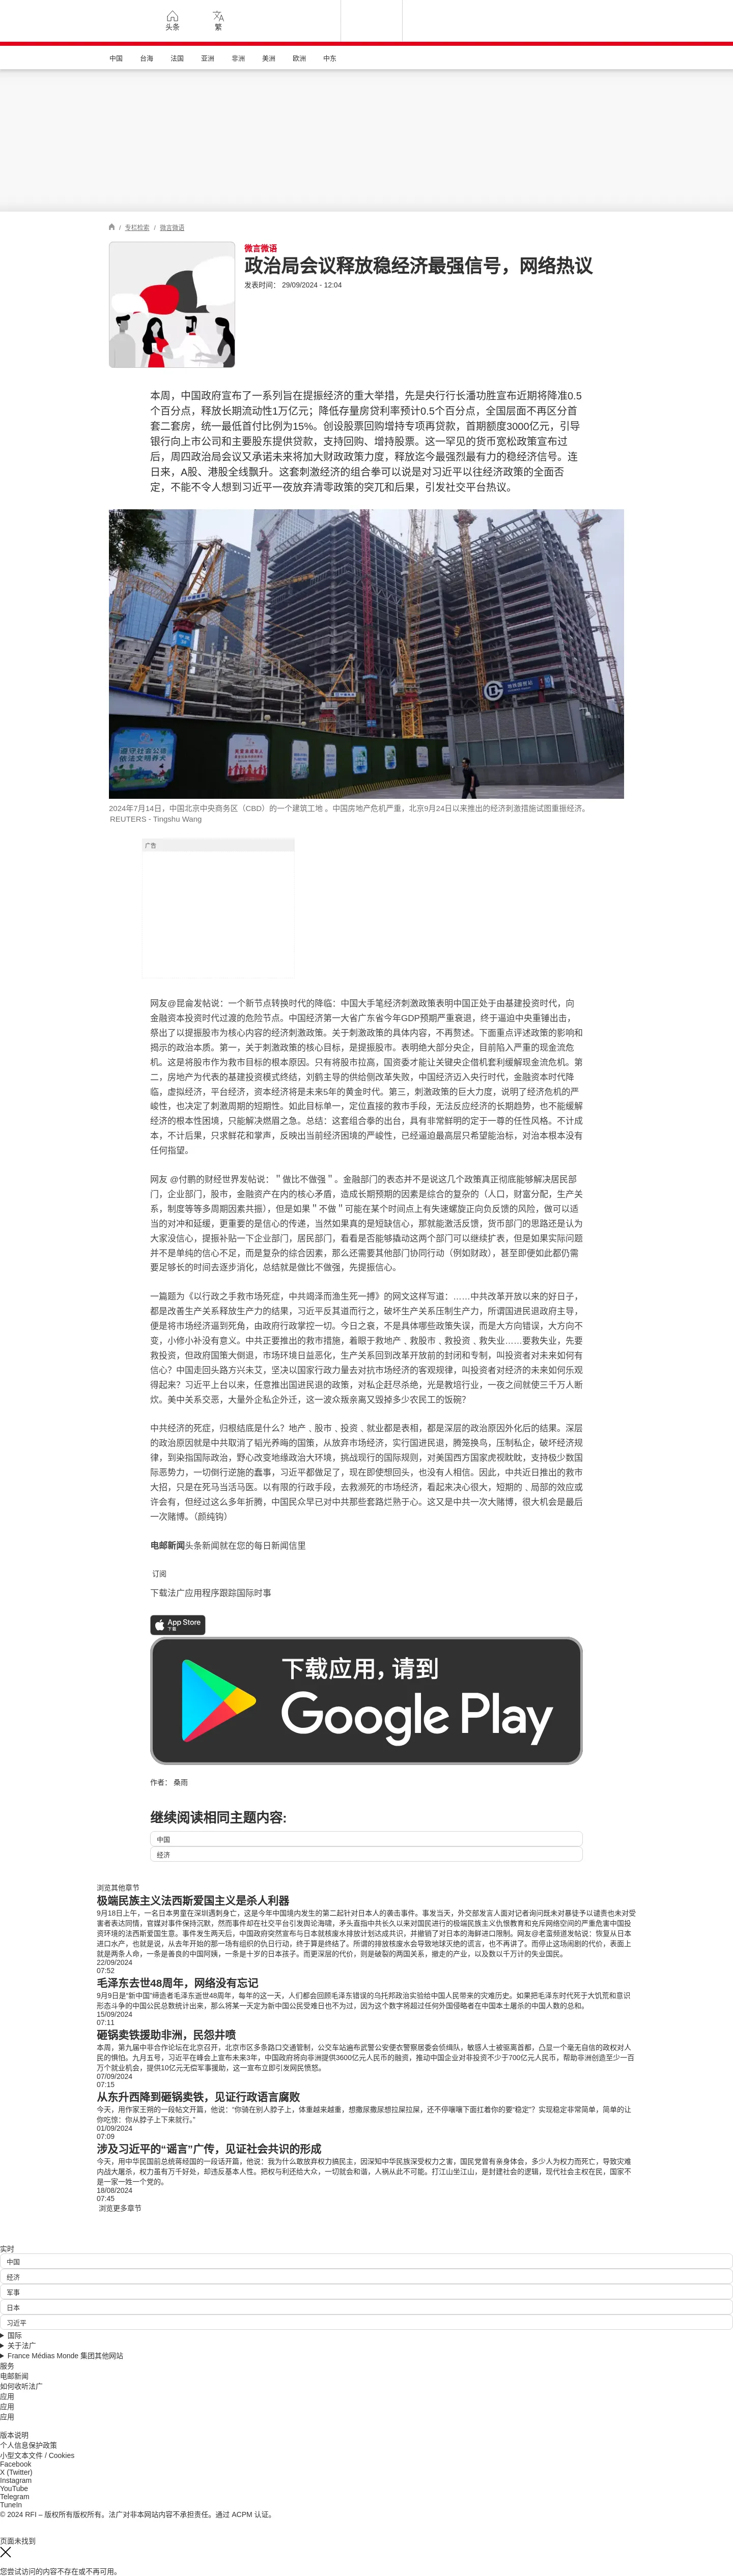 头条
繁
中国 台海 法国 亚洲 非洲 美洲 欧洲 中东
/ 专栏检索 / 微言微语
微言微语
政治局会议释放稳经济最强信号，网络热议
发表时间： 29/09/2024 - 12:04
本周，中国政府宣布了一系列旨在提振经济的重大举措，先是央行行长潘功胜宣布近期将降准0.5
个百分点，释放长期流动性1万亿元；降低存量房贷利率预计0.5个百分点，全国层面不再区分首
套二套房，统一最低首付比例为15%。创设股票回购增持专项再贷款，首期额度3000亿元，引导
银行向上市公司和主要股东提供贷款，支持回购、增持股票。这一罕见的货币宽松政策宣布过
后，周四政治局会议又承诺未来将加大财政政策力度，释放迄今最强烈最有力的稳经济信号。连
日来，A股、港股全线飘升。这套刺激经济的组合拳可以说是对习近平以往经济政策的全面否
定，不能不令人想到习近平一夜放弃清零政策的突兀和后果，引发社交平台热议。
2024年7月14日，中国北京中央商务区（CBD）的一个建筑工地 。中国房地产危机严重，北京9月24日以来推出的经济刺激措施试图重振经济。
REUTERS - Tingshu Wang
广告
网友@昆侖发帖说：一个新节点转换时代的降临：中国大手笔经济刺激政策表明中国正处于由基建投资时代，向
金融资本投资时代过渡的危险节点。中国经济第一大省广东省今年GDP预期严重衰退，终于逼迫中央重锤出击，
祭出了以提振股市为核心内容的经济刺激政策。关于刺激政策的具体内容，不再赘述。下面重点评述政策的影响和
揭示的政治本质。第一，关于刺激政策的核心目标，是提振股市。表明绝大部分央企，目前陷入严重的现金流危
机。这是将股市作为救市目标的根本原因。只有将股市拉高，国资委才能让关键央企借机套利缓解现金流危机。第
二，房地产为代表的基建投资模式终结，刘鹤主导的供给侧改革失败，中国经济迈入央行时代，金融资本时代降
临，虚拟经济，平台经济，资本经济将是未来5年的黄金时代。第三，刺激政策的巨大力度，说明了经济危机的严
峻性，也决定了刺激周期的短期性。如此目标单一，定位直接的救市手段，无法反应经济的长期趋势，也不能缓解
经济的根本性困境，只能解决燃眉之急。总结：这套组合拳的出台，具有非常鲜明的定于一尊的任性风格。不计成
本，不计后果，只求鲜花和掌声，反映出当前经济困境的严峻性，已经逼迫最高层只希望能治标，对治本根本没有
任何指望。
网友 @付鹏的财经世界发帖说：＂做比不做强＂。金融部门的表态并不是说这几个政策真正彻底能够解决居民部
门，企业部门，股市，金融资产在内的核心矛盾，造成长期预期的因素是综合的复杂的（人口，财富分配，生产关
系，制度等等多周期因素共振），但是如果＂不做＂可能在某个时间点上有失速螺旋正向负反馈的风险，做可以适
当的对冲和延缓，更重要的是信心的传递，当然如果真的是短缺信心，那就能激活反馈，货币部门的思路还是认为
大家没信心，提振补贴一下企业部门，居民部门，看看是否能够撬动这两个部门可以继续扩表，但是如果实际问题
并不是单纯的信心不足，而是复杂的综合因素，那么还需要其他部门协同行动（例如财政），甚至即便如此都仍需
要足够长的时间去逐步消化，总结就是做比不做强，先提振信心。
一篇题为《以行政之手救市场死症，中共竭泽而渔生死一搏》的网文这样写道：……中共改革开放以来的好日子，
都是改善生产关系释放生产力的结果，习近平反其道而行之，破坏生产关系压制生产力，所谓国进民退政府主导，
便是将市场经济逼到死角，由政府行政掌控一切。今日之衰，不是具体哪些政策失误，而是大方向错误，大方向不
变，小修小补没有意义。中共正要推出的救市措施，着眼于救地产﹑救股市﹑救投资﹑救失业……要救失业，先要
救投资，但政府国策大倒退，市场环境日益恶化，生产关系回到改革开放前的封闭和专制，叫投资者对未来如何有
信心？中国走回头路方兴未艾，坚决以国家行政力量去对抗市场经济的客观规律，叫投资者对经济的未来如何乐观
得起来？习近平上台以来，任意推出国进民退的政策，对私企赶尽杀绝，光是教培行业，一夜之间就使三千万人断
炊。美中关系交恶，大量外企私企外迁，这一波众叛亲离又毁掉多少农民工的饭碗？
中共经济的死症，归根结底是什么？地产﹑股市﹑投资﹑就业都是表相，都是深层的政治原因外化后的结果。深层
的政治原因就是中共取消了韬光养晦的国策，从放弃市场经济，实行国进民退，腾笼换鸟，压制私企，破坏经济规
律，到染指国际政治，野心改变地缘政治大环境，挑战现行的国际规则，对美国西方国家虎视眈眈，支持极少数国
际恶势力，一切倒行逆施的蠢事，习近平都做足了，现在即使想回头，也没有人相信。因此，中共近日推出的救市
大招，只是在死马当活马医。以有限的行政手段，去救濒死的市场经济，看起来决心很大，短期的﹑局部的效应或
许会有，但经过这么多年折腾，中国民众早已对中共那些套路烂熟于心。这又是中共一次大赌博，很大机会是最后
一次赌博。（颜纯钩）
电邮新闻头条新闻就在您的每日新闻信里
订阅
下载法广应用程序跟踪国际时事
App Store
下载
下载应用，请到
Google Play
作者： 桑雨
继续阅读相同主题内容:
中国
经济
浏览其他章节
极端民族主义法西斯爱国主义是杀人利器
9月18日上午，一名日本男童在深圳遇刺身亡，这是今年中国境内发生的第二起针对日本人的袭击事件。事发当天，外交部发言人面对记者询问既未对暴徒予以谴责也未对受
害者表达同情，官媒对事件保持沉默，然而事件却在社交平台引发舆论海啸，矛头直指中共长久以来对国民进行的极端民族主义仇恨教育和充斥网络空间的严重危害中国投
资环境的法西斯爱国生意。事件发生两天后，中国政府突然宣布与日本就核废水排放计划达成共识，并撤销了对日本的海鲜进口限制。网友@老蛮频道发帖说：恢复从日本
进口水产，也就是说，从去年开始的那一场有组织的仇日行动，终于算是终结了。所谓的排放核废水会导致地球灭绝的谎言，也不再讲了。而停止这场闹剧的代价，表面上
就是两条人命，一条是善良的中国阿姨，一条是十岁的日本孩子。而更深层的代价，则是破裂的两国关系，撤走的产业，以及数以千万计的失业国民。
22/09/2024
07:52
毛泽东去世48周年，网络没有忘记
9月9日是“新中国”缔造者毛泽东逝世48周年，每年的这一天，人们都会回顾毛泽东错误的乌托邦政治实验给中国人民带来的灾难历史。如果把毛泽东时代死于大饥荒和意识
形态斗争的中国公民总数统计出来，那么将某一天定为新中国公民受难日也不为过，因为这个数字将超过任何外国侵略者在中国本土屠杀的中国人数的总和。
15/09/2024
07:11
砸锅卖铁援助非洲，民怨井喷
本周，第九届中非合作论坛在北京召开，北京市区多条路口交通管制，公交车站遍布武警公安便衣警察居委会侦缉队，敏感人士被驱离首都，凸显一个毫无自信的政权对人
民的惧怕。九月五号，习近平在峰会上宣布未来3年，中国政府将向非洲提供3600亿元人民币的融资，推动中国企业对非投资不少于700亿元人民币，帮助非洲创造至少一百
万个就业机会，提供10亿元无偿军事援助，这一宣布立即引发网民愤怒。
07/09/2024
07:15
从东升西降到砸锅卖铁，见证行政语言腐败
今天，用作家王朔的一段帖文开篇，他说：“你骑在别人脖子上，体重越来越重，想撒尿撒尿想拉屎拉屎，还不停嚷嚷下面扛着你的要“稳定”？实现稳定非常简单，简单的让
你吃惊：你从脖子上下来就行。”
01/09/2024
07:09
涉及习近平的“谣言”广传，见证社会共识的形成
今天，用中华民国前总统蒋经国的一段话开篇，他说：我为什么敢放弃权力搞民主，因深知中华民族深受权力之害，国民党曾有亲身体会，多少人为权力而死亡，导致灾难
内战大屠杀，权力虽有万千好处，却违反基本人性。把权与利还给大众，一切就会和谐，人祸从此不可能。打江山坐江山，是封建社会的逻辑，现代社会主权在民，国家不
是一家一姓一个党的。
18/08/2024
07:45
浏览更多章节
实时
中国
经济
军事
日本
习近平
国际
关于法广
France Médias Monde 集团其他网站
服务
电邮新闻
如何收听法广
应用
应用
应用
版本说明
个人信息保护政策
小型文本文件 / Cookies
Facebook
X (Twitter)
Instagram
YouTube
Telegram
TuneIn
© 2024 RFI – 版权所有版权所有。法广对非本网站内容不承担责任。通过 ACPM 认证。
页面未找到
您尝试访问的内容不存在或不再可用。